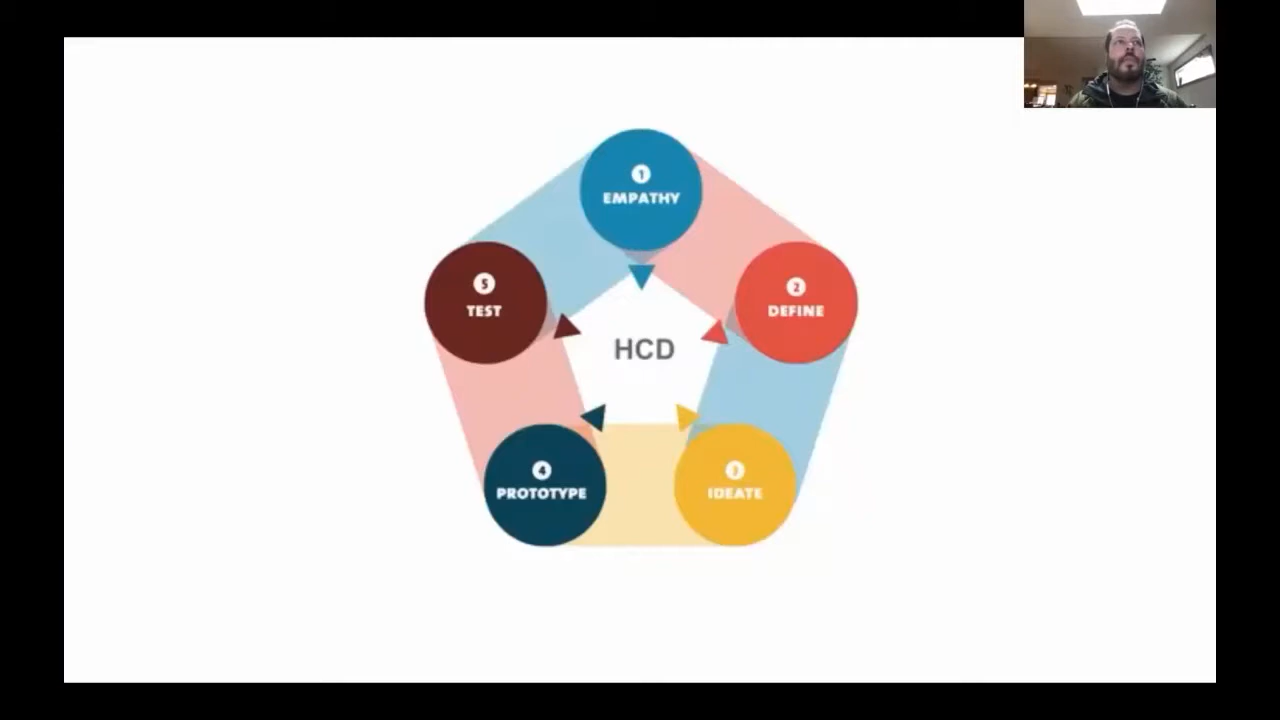 1
EMPATHY
2
DEFINE
3
IDEATE
4
PROTOTYPE
5
TEST
HCD